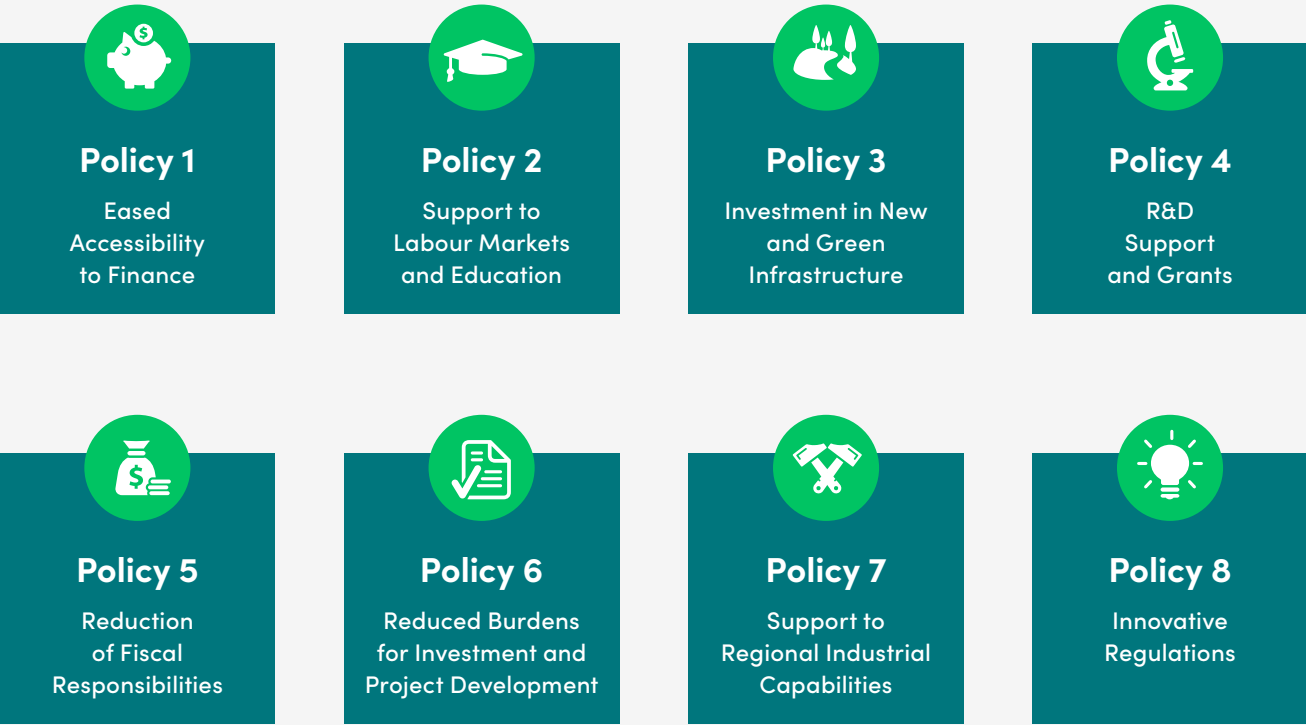 Policy 1
Eased
Accessibility
to Finance
Policy 2
Support to
Labour Markets
and Education
Policy 3
Investment in New
and Green
Infrastructure
Policy 4
R&D
Support
and Grants
Policy 5
Reduction
of Fiscal
Responsibilities
Policy 6
Reduced Burdens
for Investment and
Project Development
Policy 7
Support to
Regional Industrial
Capabilities
Policy 8
Innovative
Regulations